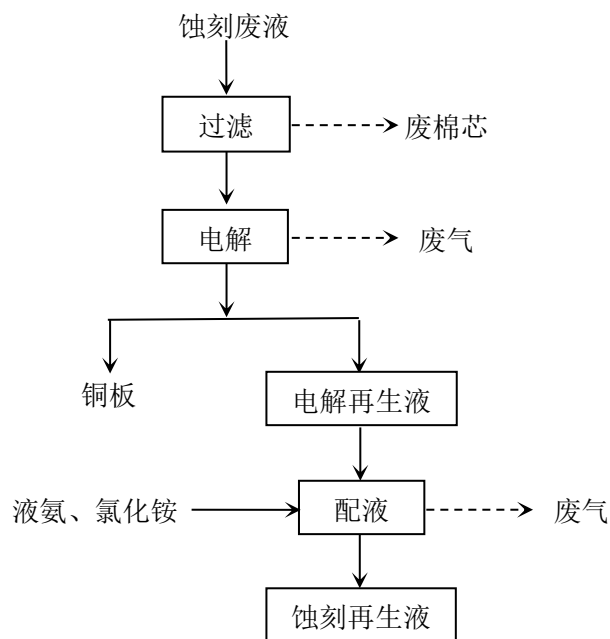 蚀刻废液
过滤
废棉芯
电解
废气
铜板
电解再生液
液氨、氯化铵
配液
废气
蚀刻再生液